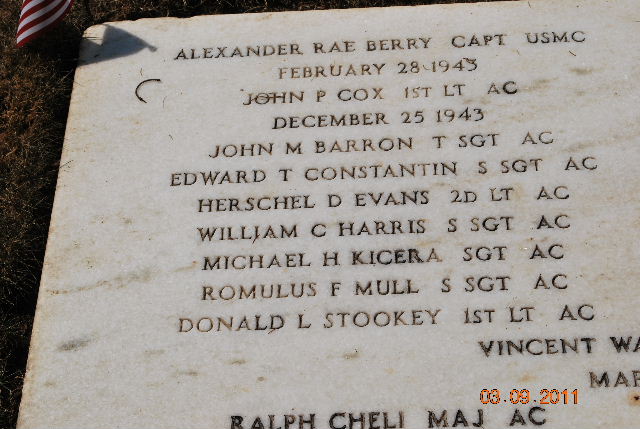 ALEXANDER RAE BERRY CAPT USMC
FEBRUARY 28 1943
JOHN P COX 1ST LT AC
DECEMBER 25 1943
JOHN M BARRON T SGT AC
EDWARD T CONSTANTIN S SGT AC
HERSCHEL D EVANS 2D LT AC
WILLIAM C HARRIS S SGT AC
MICHAEL H KICERA SGT AC
ROMULUS F MULL S SGT AC
DONALD L STOOKEY 1ST LT AC
VINCENT WA
MAR
RALPH CHELI MAJ AC
03.09.2011